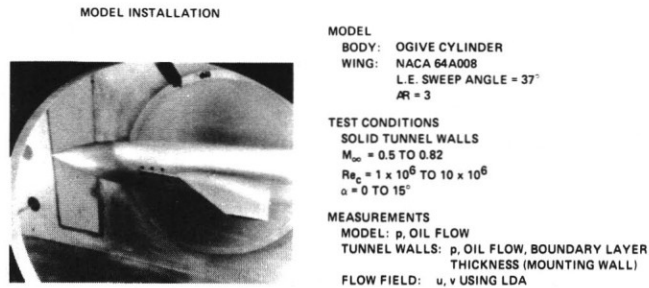 MODEL INSTALLATION
MODEL
BODY: OGIVE CYLINDER
WING: NACA 64A008
L.E. SWEEP ANGLE = 37°
AR = 3
TEST CONDITIONS
SOLID TUNNEL WALLS
M∞ = 0.5 TO 0.82
Re_c = 1 x 10⁶ TO 10 x 10⁶
α = 0 TO 15°
MEASUREMENTS
MODEL: p, OIL FLOW
TUNNEL WALLS: p, OIL FLOW, BOUNDARY LAYER
THICKNESS (MOUNTING WALL)
FLOW FIELD: u, v USING LDA